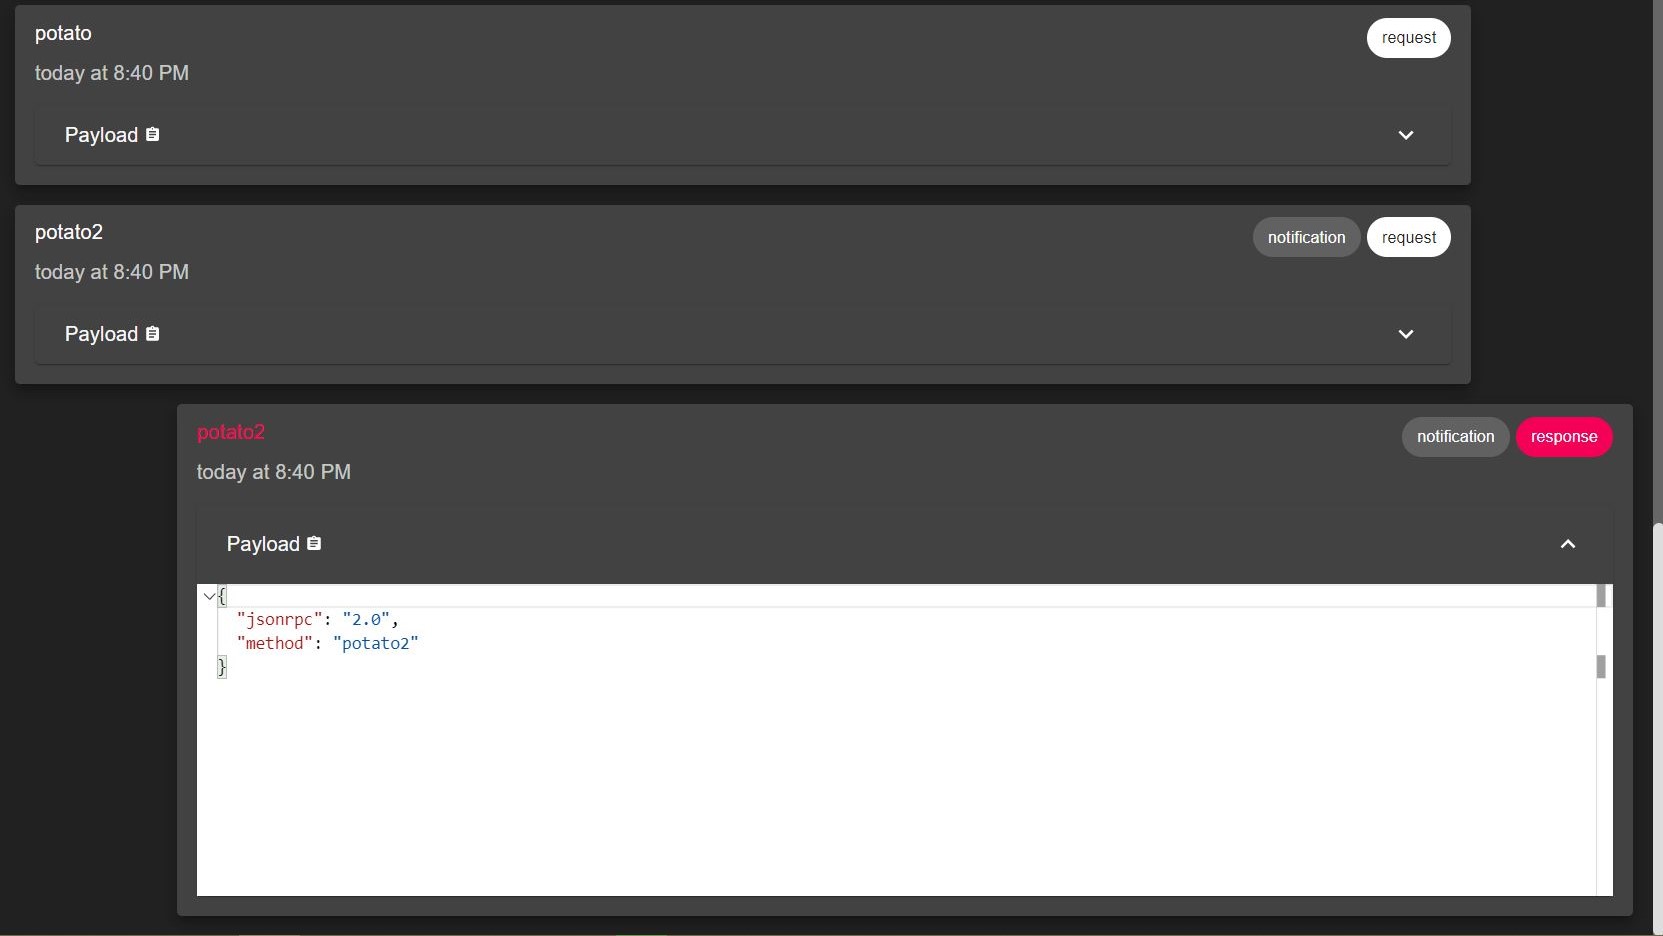 potato
request
today at 8:40 PM
Payload
potato2
notification request
today at 8:40 PM
Payload
potato2
notification response
today at 8:40 PM
Payload
{
"jsonrpc": "2.0",
"method": "potato2"
}